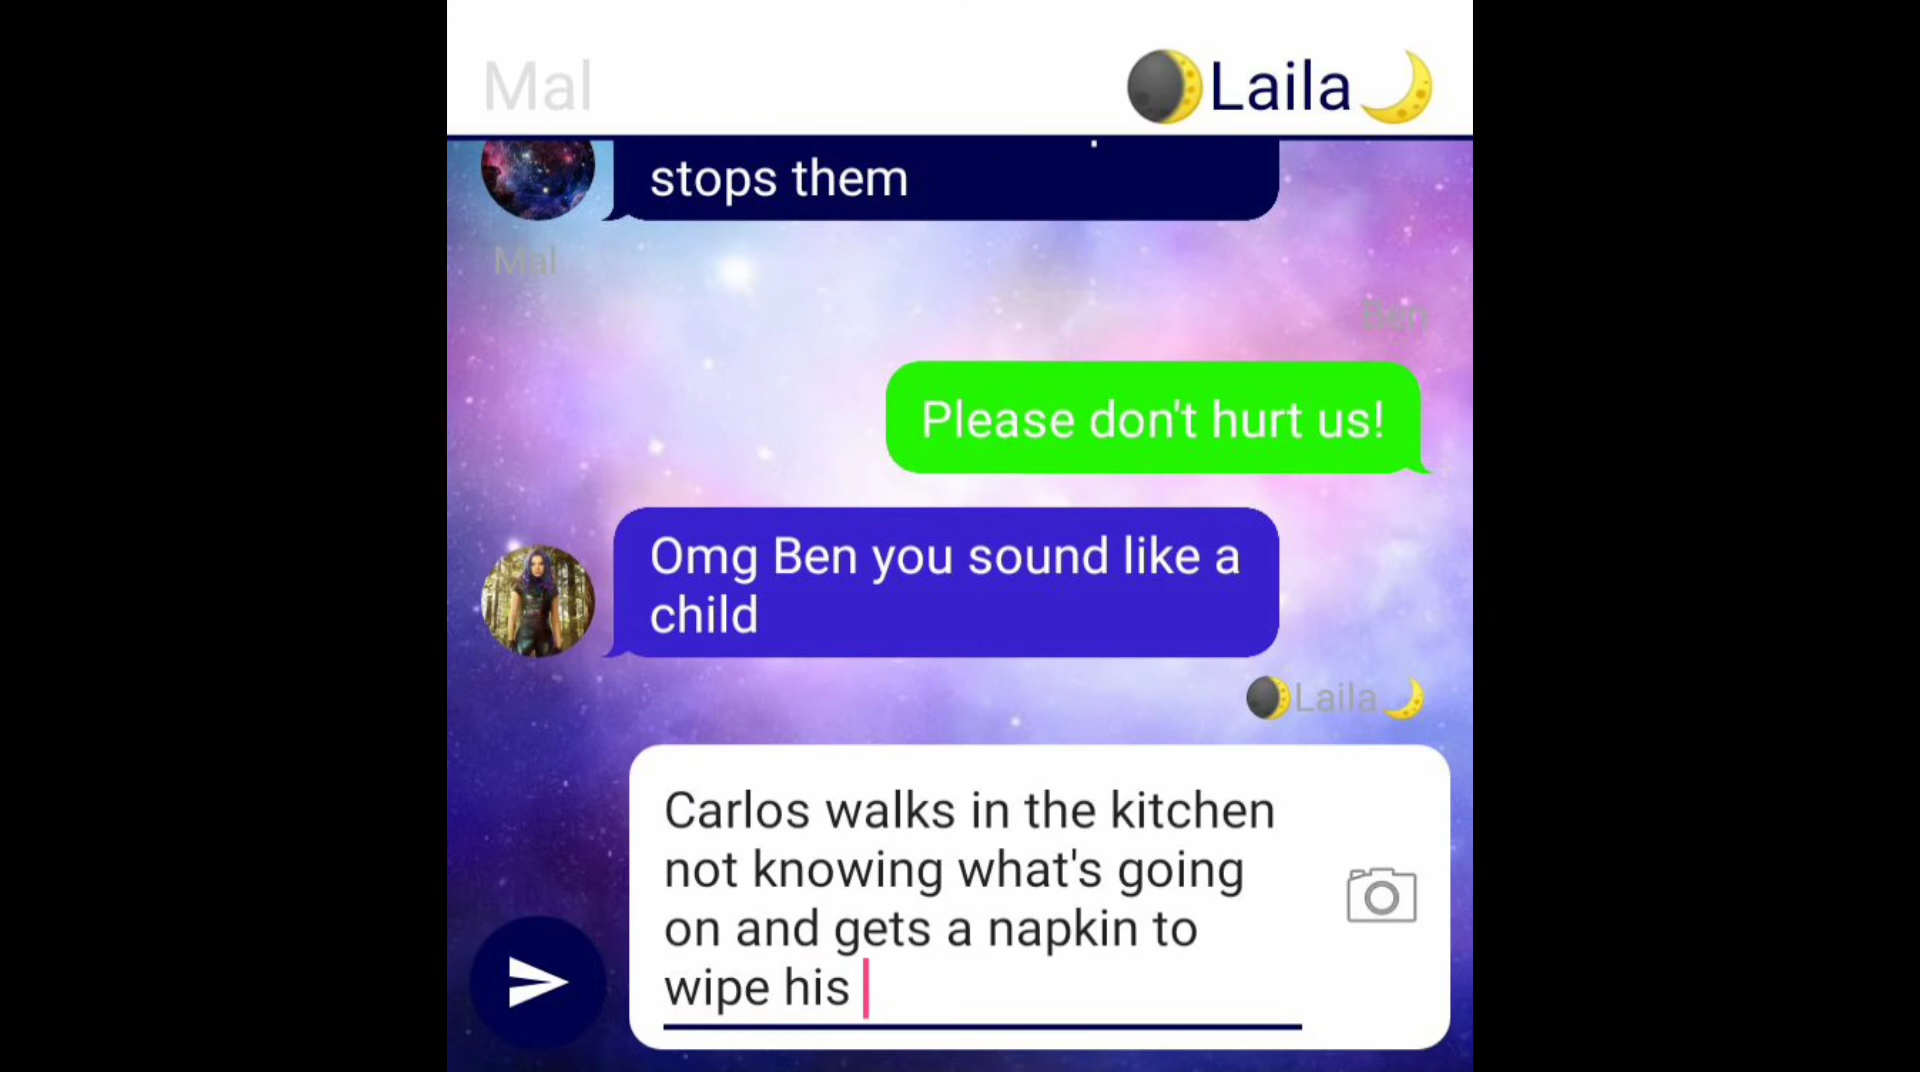 Mal
🌒Laila🌙
stops them
Mal
Ben
Please don't hurt us!
Omg Ben you sound like a
child
🌒Laila🌙
Carlos walks in the kitchen
not knowing what's going
on and gets a napkin to
wipe his